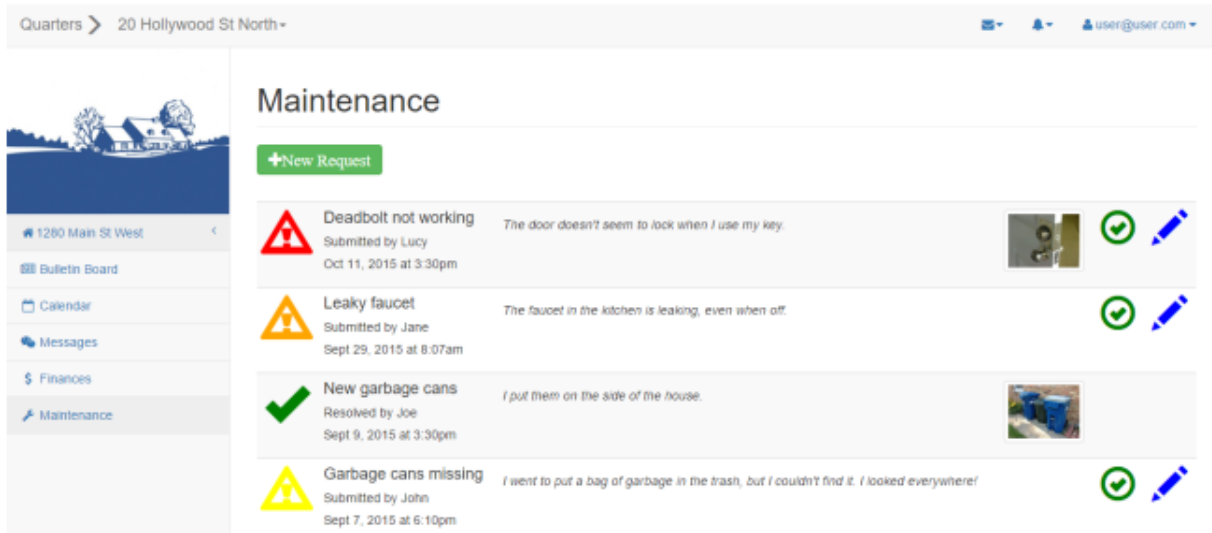 Quarters
20 Hollywood St North
user@user.com
1280 Main St West
Bulletin Board
Calendar
Messages
$ Finances
Maintenance
Maintenance
+New Request
Deadbolt not working
Submitted by Lucy
Oct 11, 2015 at 3:30pm
The door doesn't seem to lock when I use my key.
Leaky faucet
Submitted by Jane
Sept 29, 2015 at 8:07am
The faucet in the kitchen is leaking, even when off.
New garbage cans
Resolved by Joe
Sept 9, 2015 at 3:30pm
I put them on the side of the house.
Garbage cans missing
Submitted by John
Sept 7, 2015 at 6:10pm
I went to put a bag of garbage in the trash, but I couldn't find it. I looked everywhere!